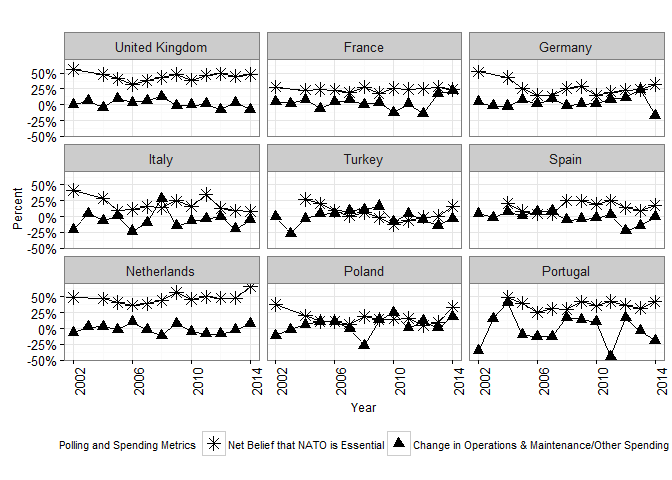 United Kingdom France Germany
50%
25%
0%
-25%
-50%
Italy Turkey Spain
50%
25%
0%
-25%
-50%
Netherlands Poland Portugal
50%
25%
0%
-25%
-50%
Percent
2002 2006 2010 2014 2002 2006 2010 2014 2002 2006 2010 2014
Year
Polling and Spending Metrics Net Belief that NATO is Essential Change in Operations & Maintenance/Other Spending